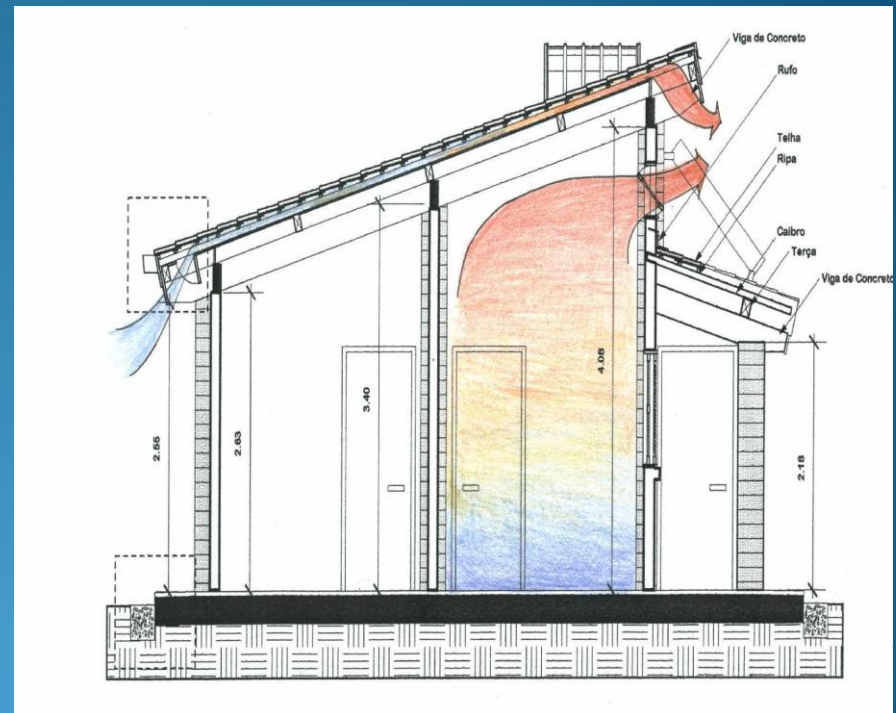 Viga de Concreto
Rufo
Telha
Ripa
Caibro
Terça
Viga de Concreto
2.55
2.63
3.40
4.08
2.18